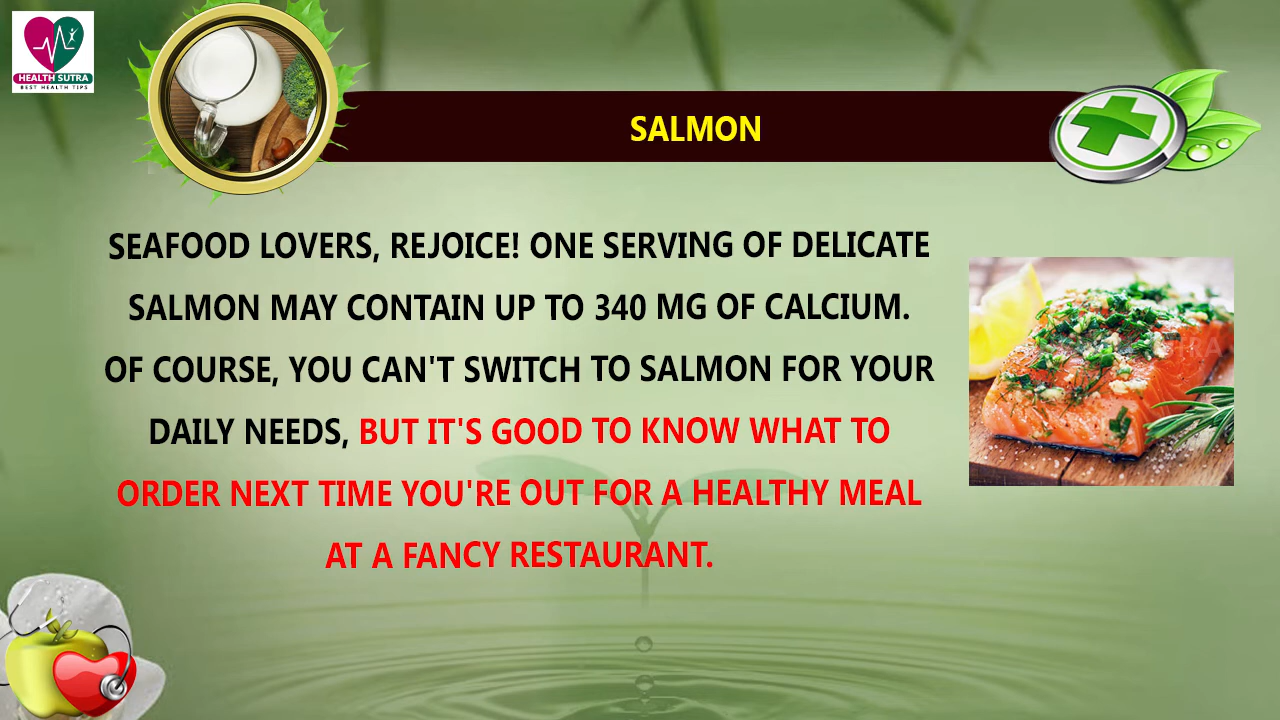 HEALTH SUTRA
BEST HEALTH TIPS
SALMON
SEAFOOD LOVERS, REJOICE! ONE SERVING OF DELICATE
SALMON MAY CONTAIN UP TO 340 MG OF CALCIUM.
OF COURSE, YOU CAN'T SWITCH TO SALMON FOR YOUR
DAILY NEEDS, BUT IT'S GOOD TO KNOW WHAT TO
ORDER NEXT TIME YOU'RE OUT FOR A HEALTHY MEAL
AT A FANCY RESTAURANT.